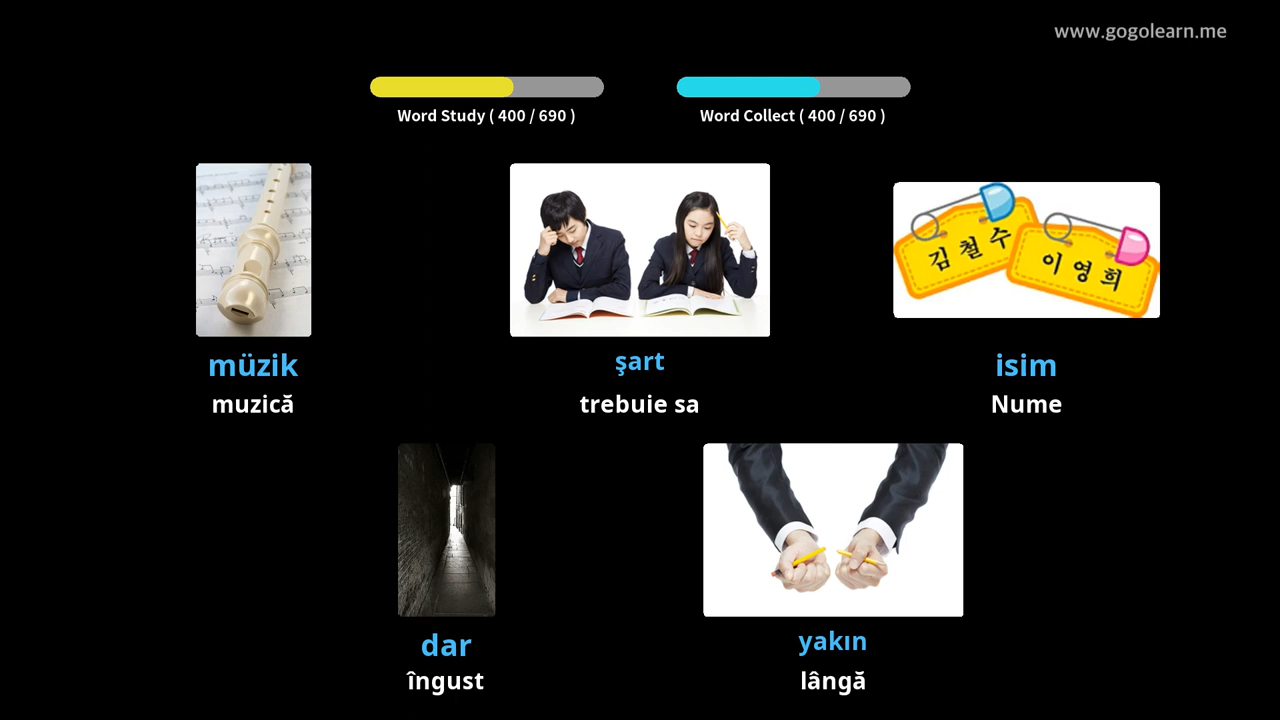 www.gogolearn.me
Word Study ( 400 / 690 )
Word Collect ( 400 / 690 )
김철수
이영희
müzik
muzică
şart
trebuie sa
isim
Nume
dar
îngust
yakın
lângă